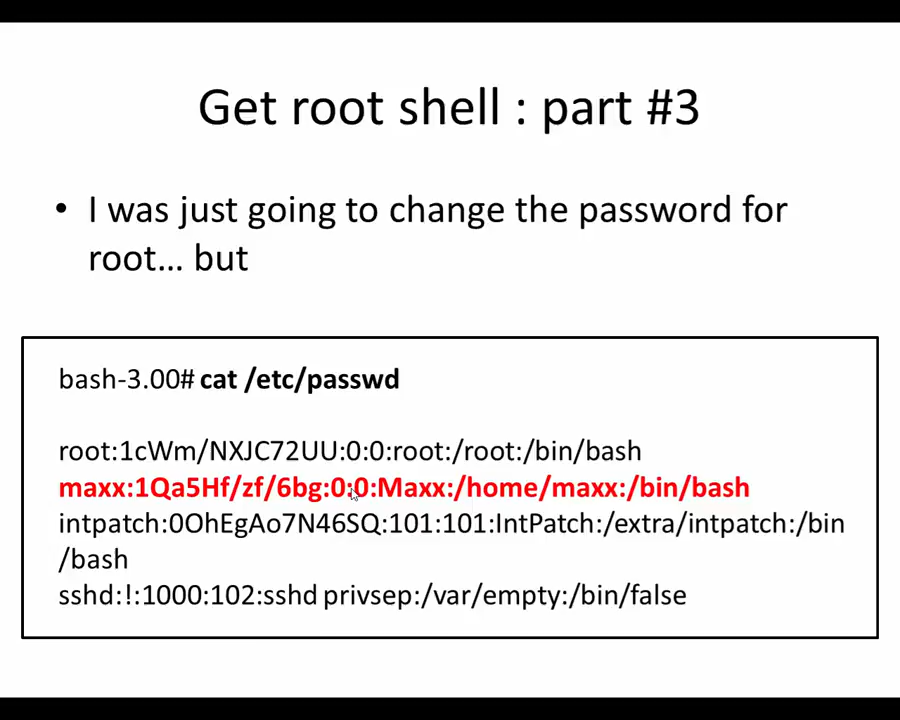 Get root shell : part #3
• I was just going to change the password for
root... but
bash-3.00# cat /etc/passwd
root:1cWm/NXJC72UU:0:0:root:/root:/bin/bash
maxx:1Qa5Hf/zf/6bg:0:0:Maxx:/home/maxx:/bin/bash
intpatch:0OhEgAo7N46SQ:101:101:IntPatch:/extra/intpatch:/bin
/bash
sshd:!:1000:102:sshd privsep:/var/empty:/bin/false